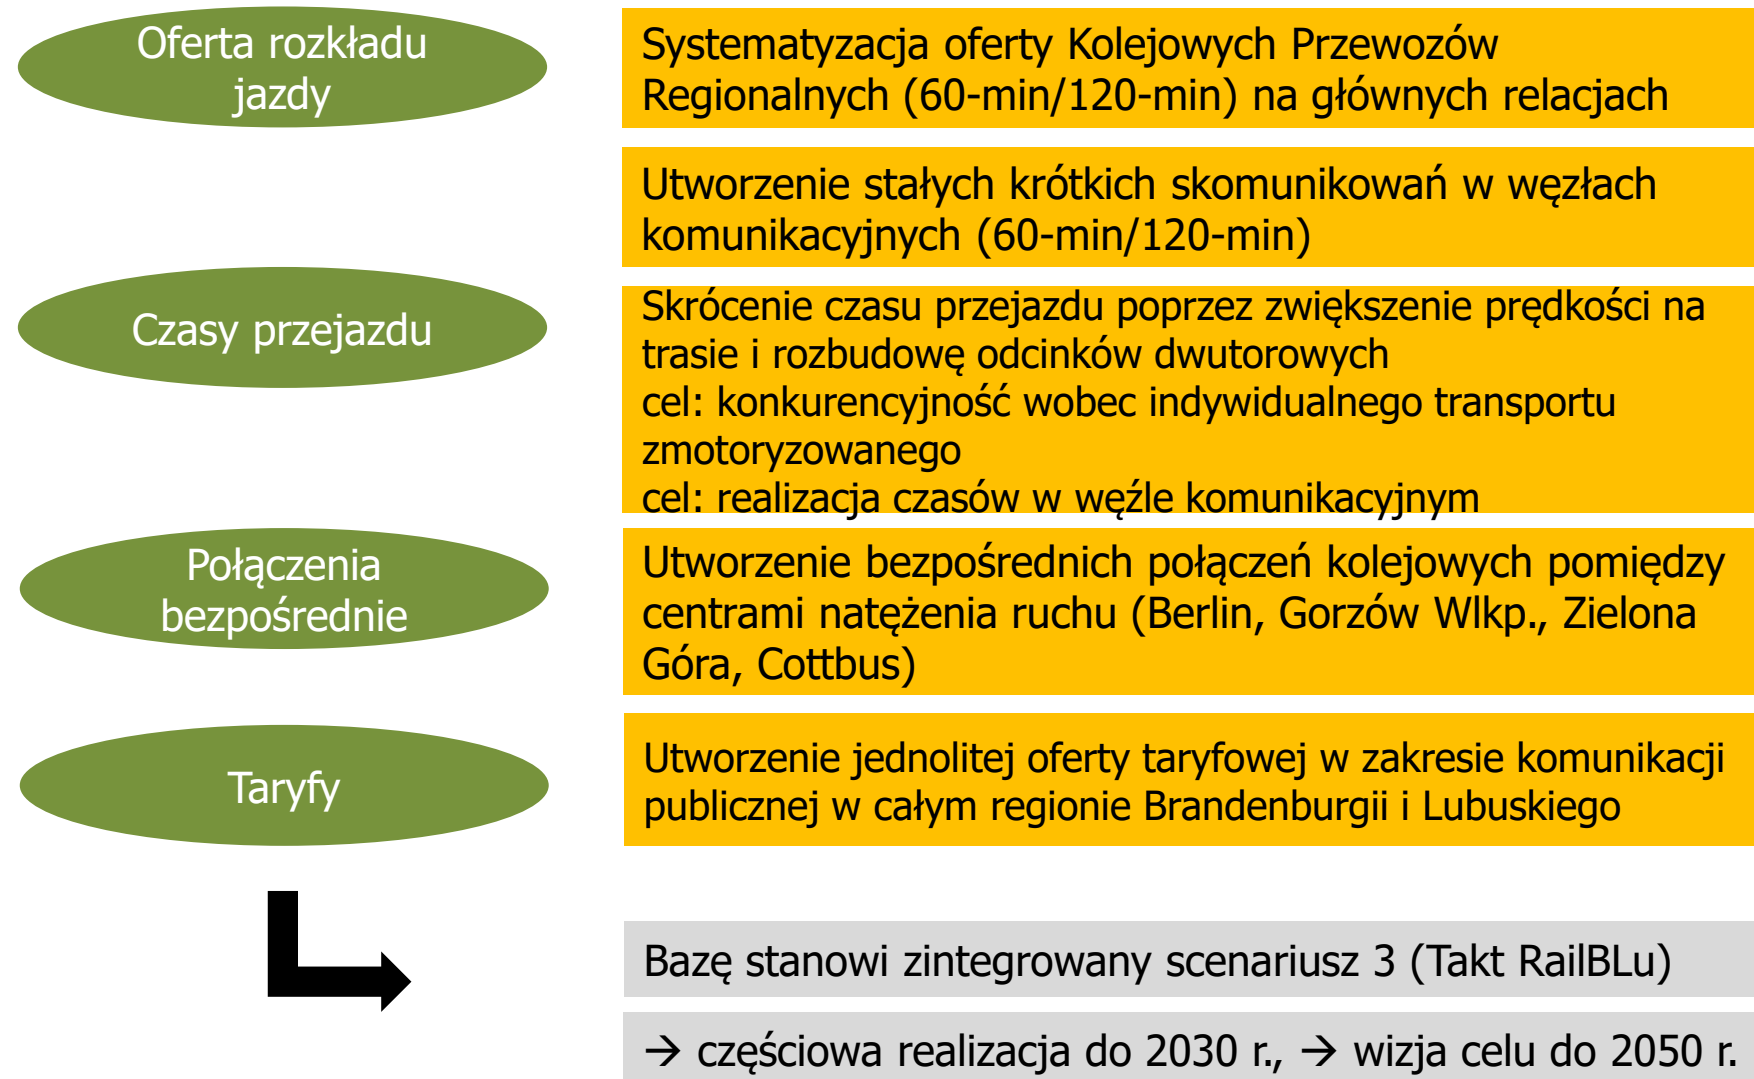 Oferta rozkładu
jazdy
Systematyzacja oferty Kolejowych Przewozów
Regionalnych (60-min/120-min) na głównych relacjach
Utworzenie stałych krótkich skomunikowań w węzłach
komunikacyjnych (60-min/120-min)
Czasy przejazdu
Skrócenie czasu przejazdu poprzez zwiększenie prędkości na
trasie i rozbudowę odcinków dwutorowych
cel: konkurencyjność wobec indywidualnego transportu
zmotoryzowanego
cel: realizacja czasów w węźle komunikacyjnym
Połączenia
bezpośrednie
Utworzenie bezpośrednich połączeń kolejowych pomiędzy
centrami natężenia ruchu (Berlin, Gorzów Wlkp., Zielona
Góra, Cottbus)
Taryfy
Utworzenie jednolitej oferty taryfowej w zakresie komunikacji
publicznej w całym regionie Brandenburgii i Lubuskiego
Bazę stanowi zintegrowany scenariusz 3 (Takt RailBLu)
→ częściowa realizacja do 2030 r., → wizja celu do 2050 r.